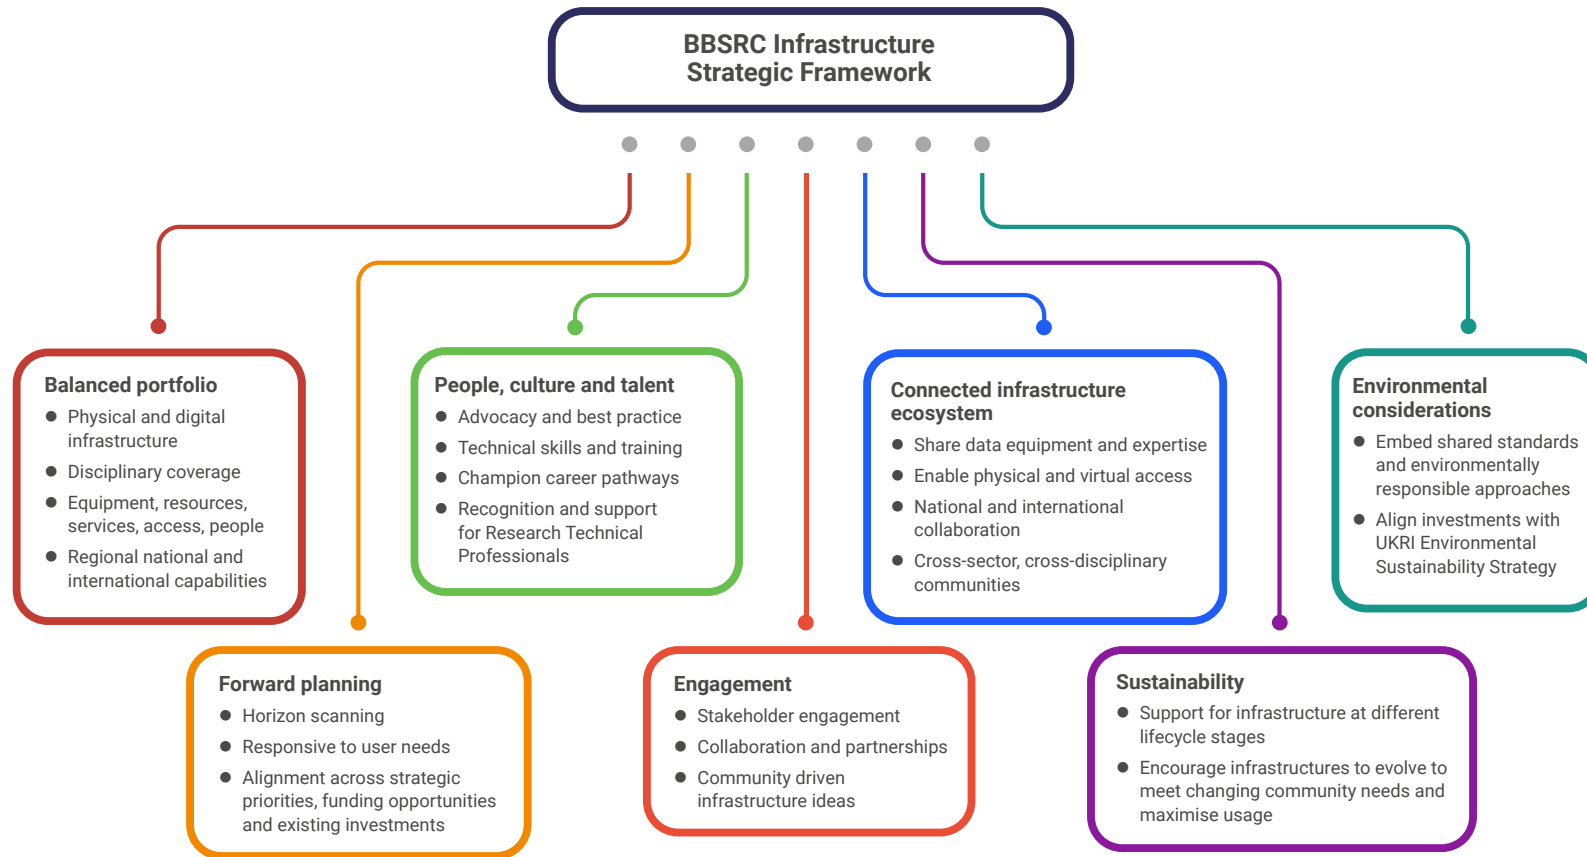 BBSRC Infrastructure
Strategic Framework
Balanced portfolio
● Physical and digital
infrastructure
● Disciplinary coverage
● Equipment, resources,
services, access, people
● Regional national and
international capabilities
People, culture and talent
● Advocacy and best practice
● Technical skills and training
● Champion career pathways
● Recognition and support
for Research Technical
Professionals
Connected infrastructure
ecosystem
● Share data equipment and expertise
● Enable physical and virtual access
● National and international
collaboration
● Cross-sector, cross-disciplinary
communities
Environmental
considerations
● Embed shared standards
and environmentally
responsible approaches
● Align investments with
UKRI Environmental
Sustainability Strategy
Forward planning
● Horizon scanning
● Responsive to user needs
● Alignment across strategic
priorities, funding opportunities
and existing investments
Engagement
● Stakeholder engagement
● Collaboration and partnerships
● Community driven
infrastructure ideas
Sustainability
● Support for infrastructure at different
lifecycle stages
● Encourage infrastructures to evolve to
meet changing community needs and
maximise usage